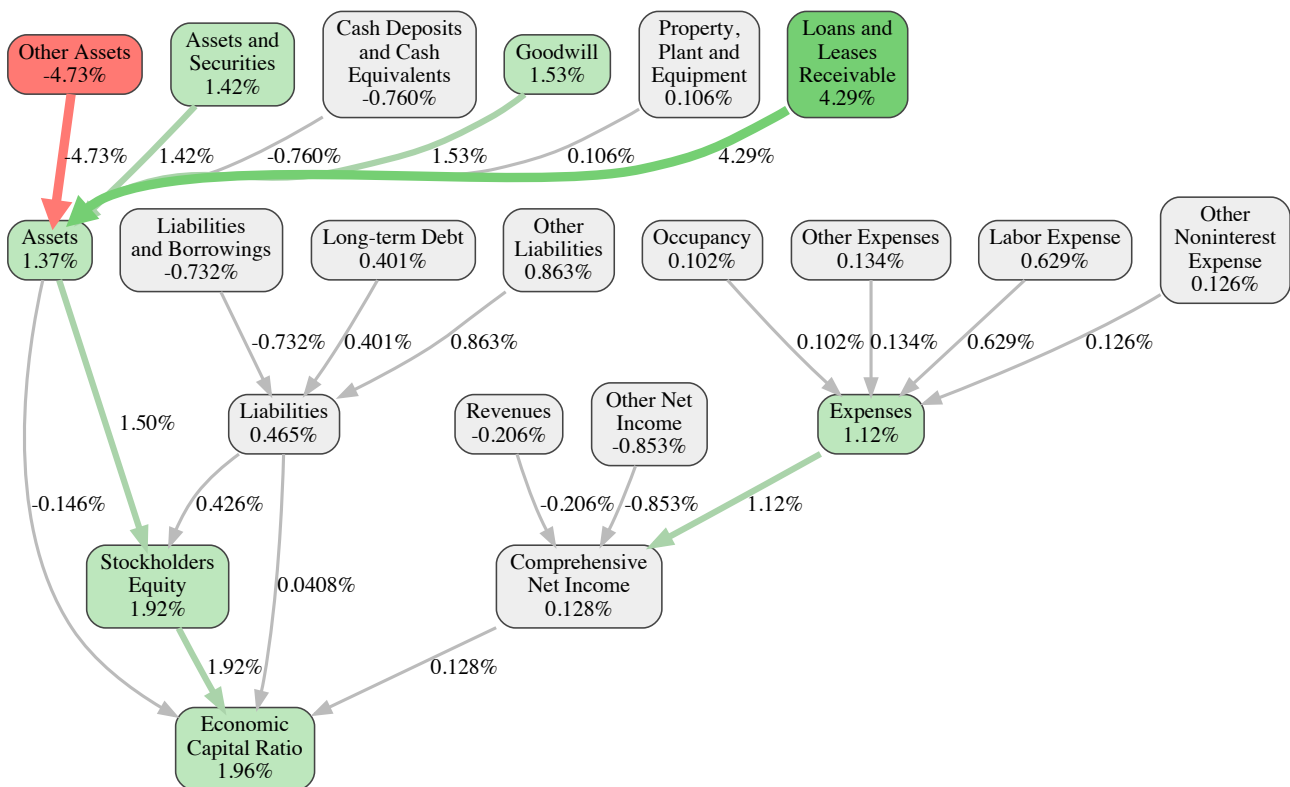 Other Assets
-4.73%
Assets and
Securities
1.42%
Cash Deposits
and Cash
Equivalents
-0.760%
Goodwill
1.53%
Property,
Plant and
Equipment
0.106%
Loans and
Leases
Receivable
4.29%
-4.73%
1.42%
-0.760%
1.53%
0.106%
4.29%
Assets
1.37%
Liabilities
and Borrowings
-0.732%
Long-term Debt
0.401%
Other
Liabilities
0.863%
Occupancy
0.102%
Other Expenses
0.134%
Labor Expense
0.629%
Other
Noninterest
Expense
0.126%
-0.732%
0.401%
0.863%
0.102%
0.134%
0.629%
0.126%
1.50%
Liabilities
0.465%
Revenues
-0.206%
Other Net
Income
-0.853%
Expenses
1.12%
-0.146%
0.426%
-0.206%
-0.853%
1.12%
Stockholders
Equity
1.92%
0.0408%
Comprehensive
Net Income
0.128%
1.92%
0.128%
Economic
Capital Ratio
1.96%